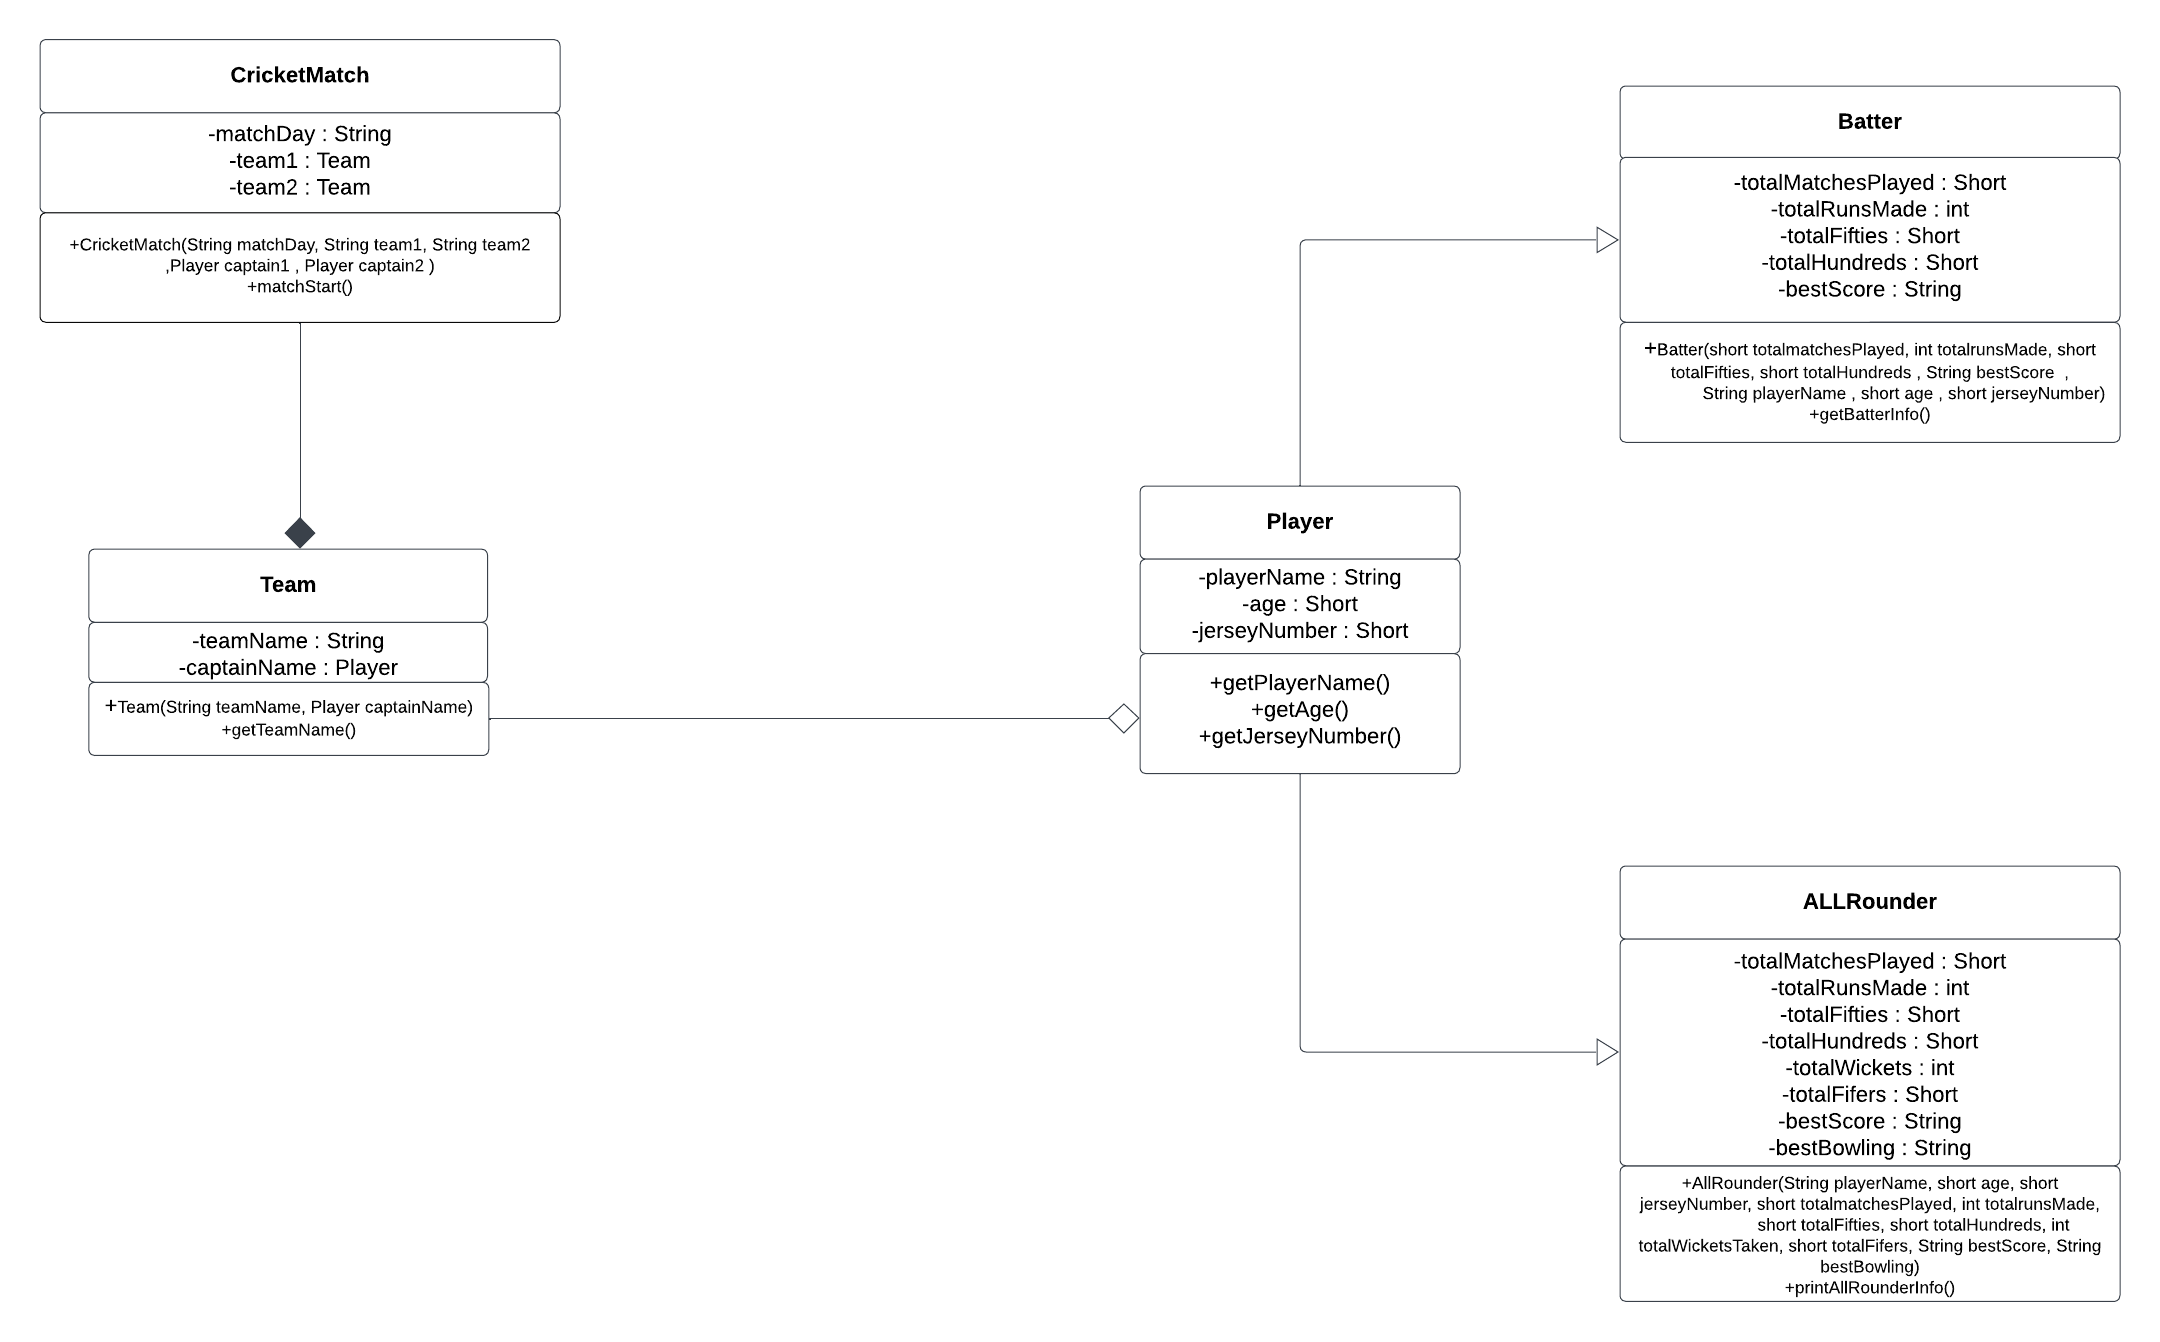 CricketMatch
-matchDay : String
-team1 : Team
-team2 : Team
+CricketMatch(String matchDay, String team1, String team2
,Player captain1 , Player captain2 )
+matchStart()
Team
-teamName : String
-captainName : Player
+Team(String teamName, Player captainName)
+getTeamName()
Player
-playerName : String
-age : Short
-jerseyNumber : Short
+getPlayerName()
+getAge()
+getJerseyNumber()
Batter
-totalMatchesPlayed : Short
-totalRunsMade : int
-totalFifties : Short
-totalHundreds : Short
-bestScore : String
+Batter(short totalmatchesPlayed, int totalrunsMade, short
totalFifties, short totalHundreds , String bestScore  ,
String playerName , short age , short jerseyNumber)
+getBatterInfo()
ALLRounder
-totalMatchesPlayed : Short
-totalRunsMade : int
-totalFifties : Short
-totalHundreds : Short
-totalWickets : int
-totalFifers : Short
-bestScore : String
-bestBowling : String
+AllRounder(String playerName, short age, short
jerseyNumber, short totalmatchesPlayed, int totalrunsMade,
short totalFifties, short totalHundreds, int
totalWicketsTaken, short totalFifers, String bestScore, String
bestBowling)
+printAllRounderInfo()